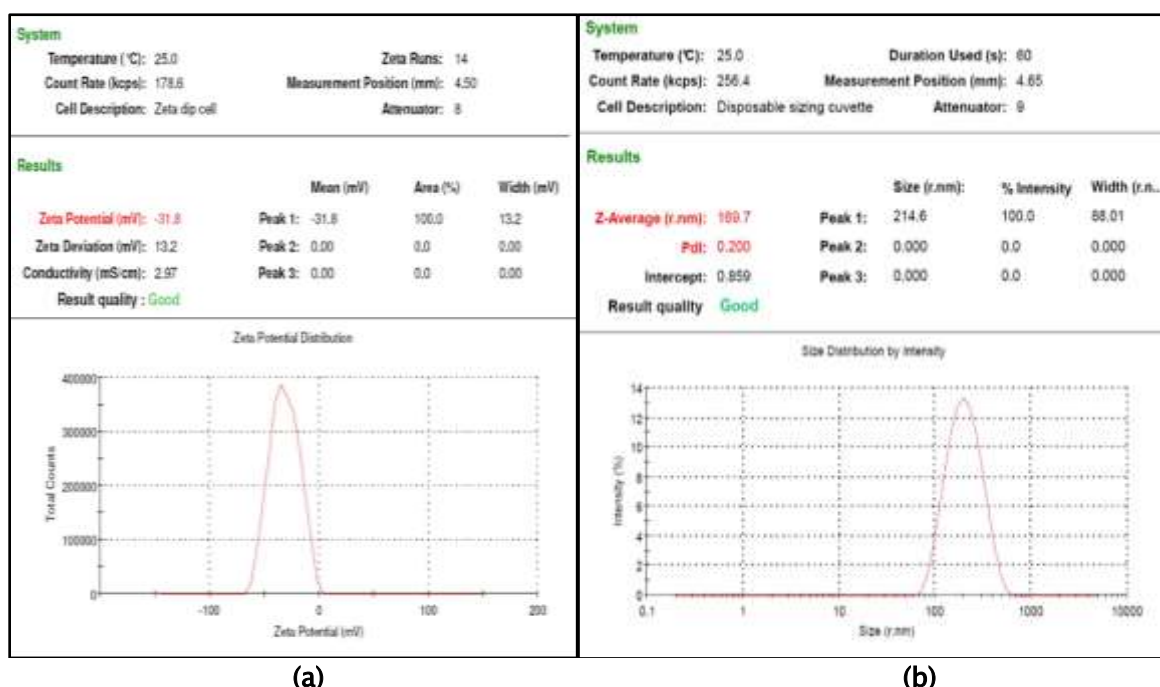 System
Temperature (°C): 25.0 Zeta Runs: 14
Count Rate (kcps): 178.6 Measurement Position (mm): 4.50
Cell Description: Zeta dip cell Attenuator: 8
Results
Mean (mV) Area (%) Width (mV)
Zeta Potential (mV): -31.8 Peak 1: -31.8 100.0 13.2
Zeta Deviation (mV): 13.2 Peak 2: 0.00 0.0 0.00
Conductivity (mS/cm): 2.97 Peak 3: 0.00 0.0 0.00
Result quality : Good
Zeta Potential Distribution
400000
300000
200000
100000
0
Total Counts
-100 0 100 200
Zeta Potential (mV)
(a)
System
Temperature (°C): 25.0 Duration Used (s): 60
Count Rate (kcps): 256.4 Measurement Position (mm): 4.65
Cell Description: Disposable sizing cuvette Attenuator: 9
Results
Size (r.nm): % Intensity Width (r.n...
Z-Average (r.nm): Peak 1: 214.6 100.0 88.01
PdI: 0.200 Peak 2: 0.000 0.0 0.000
Intercept: 0.859 Peak 3: 0.000 0.0 0.000
Result quality Good
Size Distribution by Intensity
14
12
10
8
6
4
2
0
Intensity (%)
0.1 1 10 100 1000 10000
Size (r.nm)
(b)